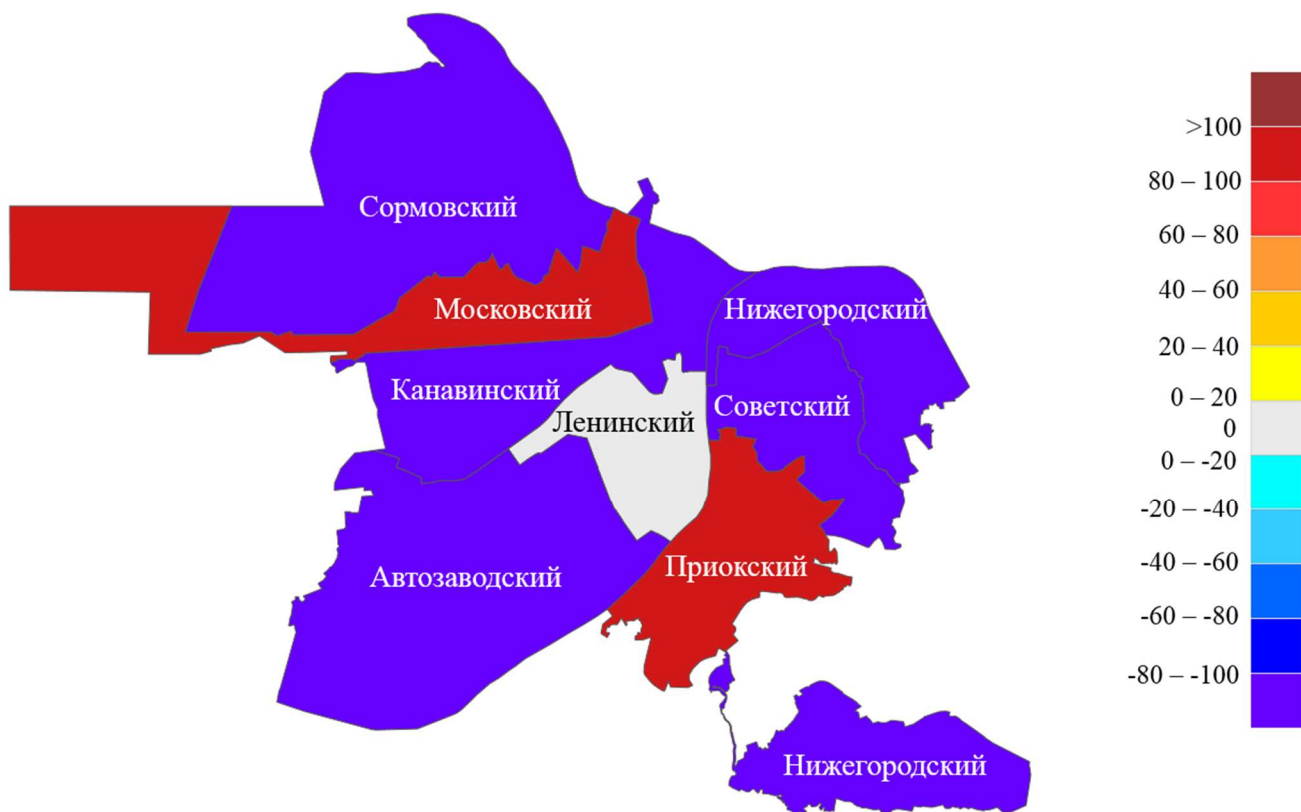 Сормовский
Московский
Нижегородский
Канавинский
Советский
Ленинский
Приокский
Автозаводский
Нижегородский
>100
80 – 100
60 – 80
40 – 60
20 – 40
0 – 20
0
0 – -20
-20 – -40
-40 – -60
-60 – -80
-80 – -100